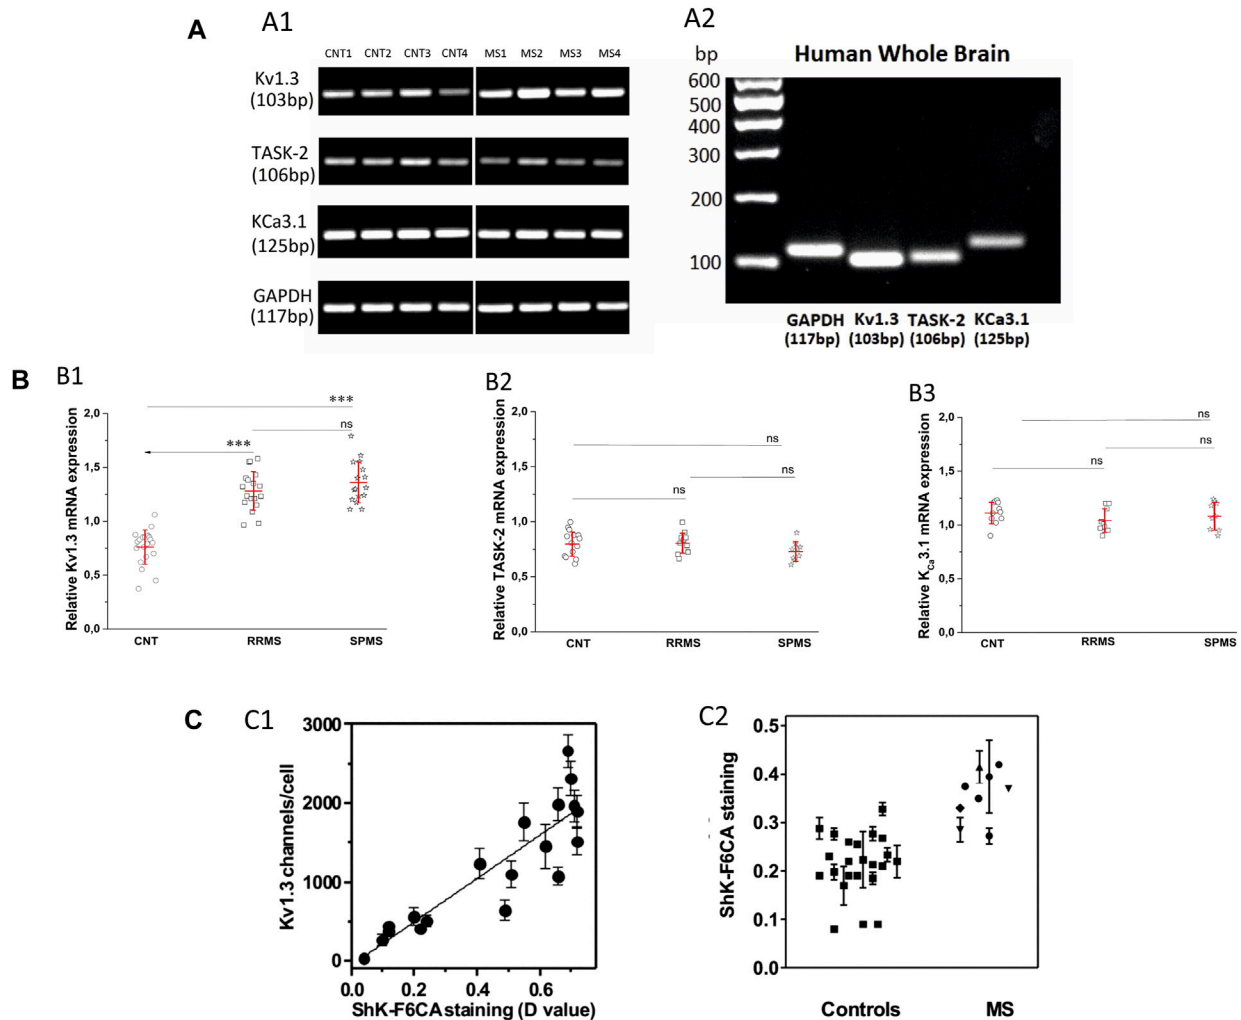 A
A1
CNT1 CNT2 CNT3 CNT4 MS1 MS2 MS3 MS4
Kv1.3
(103bp)
TASK-2
(106bp)
KCa3.1
(125bp)
GAPDH
(117bp)
A2
bp
Human Whole Brain
600
500
400
300
200
100
GAPDH Kv1.3 TASK-2 KCa3.1
(117bp) (103bp) (106bp) (125bp)
B
B1
Relative Kv1.3 mRNA expression
2,0
1,5
1,0
0,5
0,0
***
ns
***
CNT RRMS SPMS
B2
Relative TASK-2 mRNA expression
2,0
1,5
1,0
0,5
0,0
ns
ns
ns
CNT RRMS SPMS
B3
Relative KCa3.1 mRNA expression
2,0
1,5
1,0
0,5
0,0
ns
ns
ns
CNT RRMS SPMS
C
C1
Kv1.3 channels/cell
3000
2000
1000
0
0.0 0.2 0.4 0.6
ShK-F6CA staining (D value)
C2
ShK-F6CA staining
0.5
0.4
0.3
0.2
0.1
0.0
Controls MS